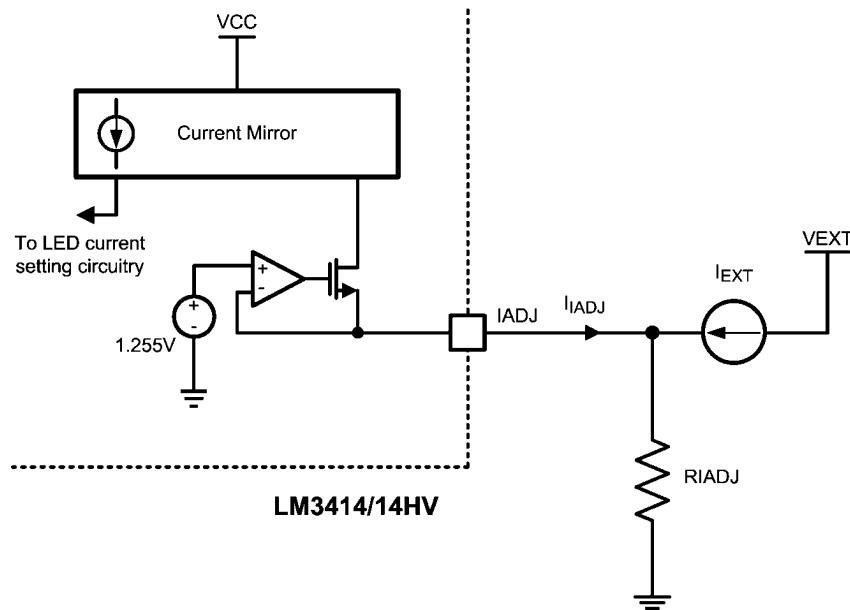 VCC
Current Mirror
To LED current
setting circuitry
+
-
+
-
1.255V
IADJ
IIADJ
IEXT
VEXT
RIADJ
LM3414/14HV